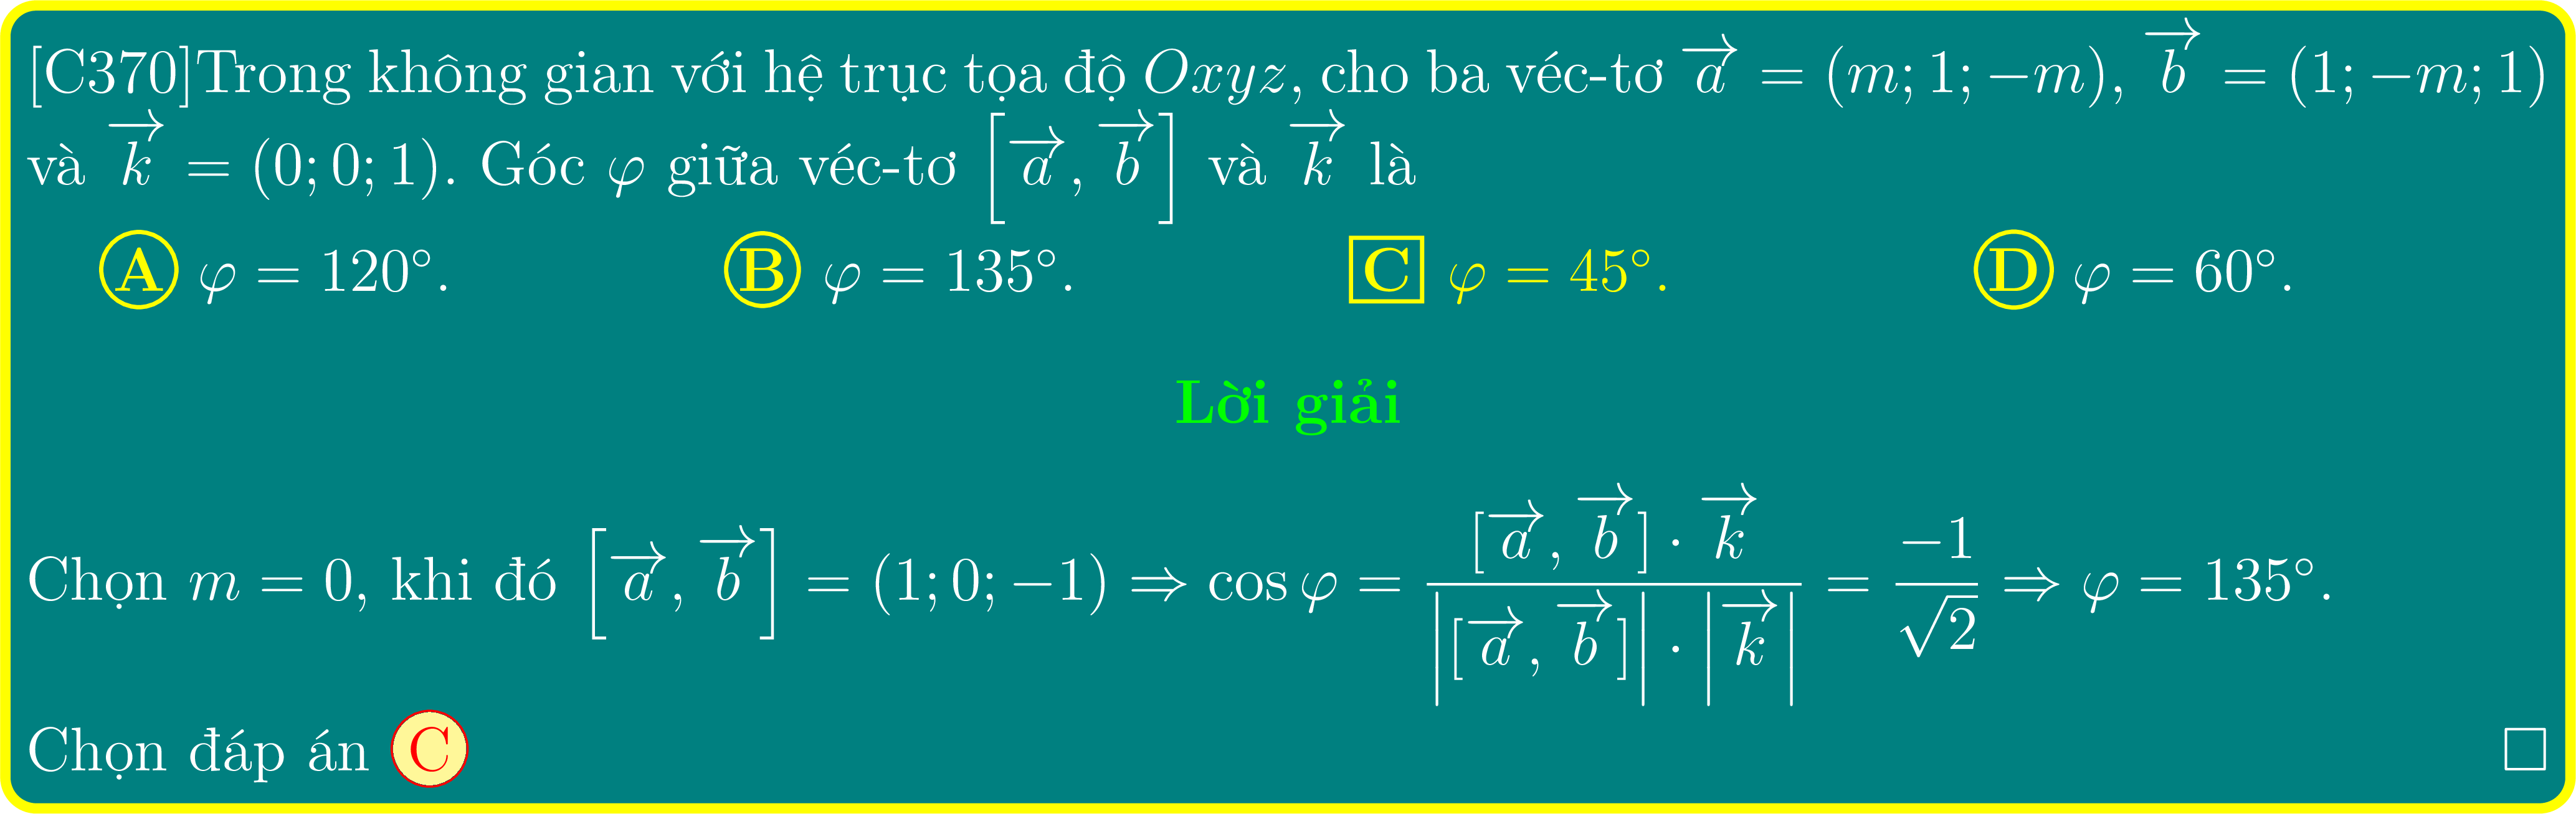 [C370]Trong không gian với hệ trục tọa độ $Oxyz$, cho ba véc-tơ $\overrightarrow{a} = (m; 1; -m)$, $\overrightarrow{b} = (1; -m; 1)$
và $\overrightarrow{k} = (0; 0; 1)$. Góc $\varphi$ giữa véc-tơ $\left[\overrightarrow{a}, \overrightarrow{b}\right]$ và $\overrightarrow{k}$ là
A $\varphi = 120^\circ$. B $\varphi = 135^\circ$. C $\varphi = 45^\circ$. D $\varphi = 60^\circ$.
Lời giải
Chọn $m = 0$, khi đó $\left[\overrightarrow{a}, \overrightarrow{b}\right] = (1; 0; -1) \Rightarrow \cos\varphi = \frac{[\overrightarrow{a}, \overrightarrow{b}] \cdot \overrightarrow{k}}{\left|[\overrightarrow{a}, \overrightarrow{b}]\right| \cdot \left|\overrightarrow{k}\right|} = \frac{-1}{\sqrt{2}} \Rightarrow \varphi = 135^\circ$.
Chọn đáp án C □